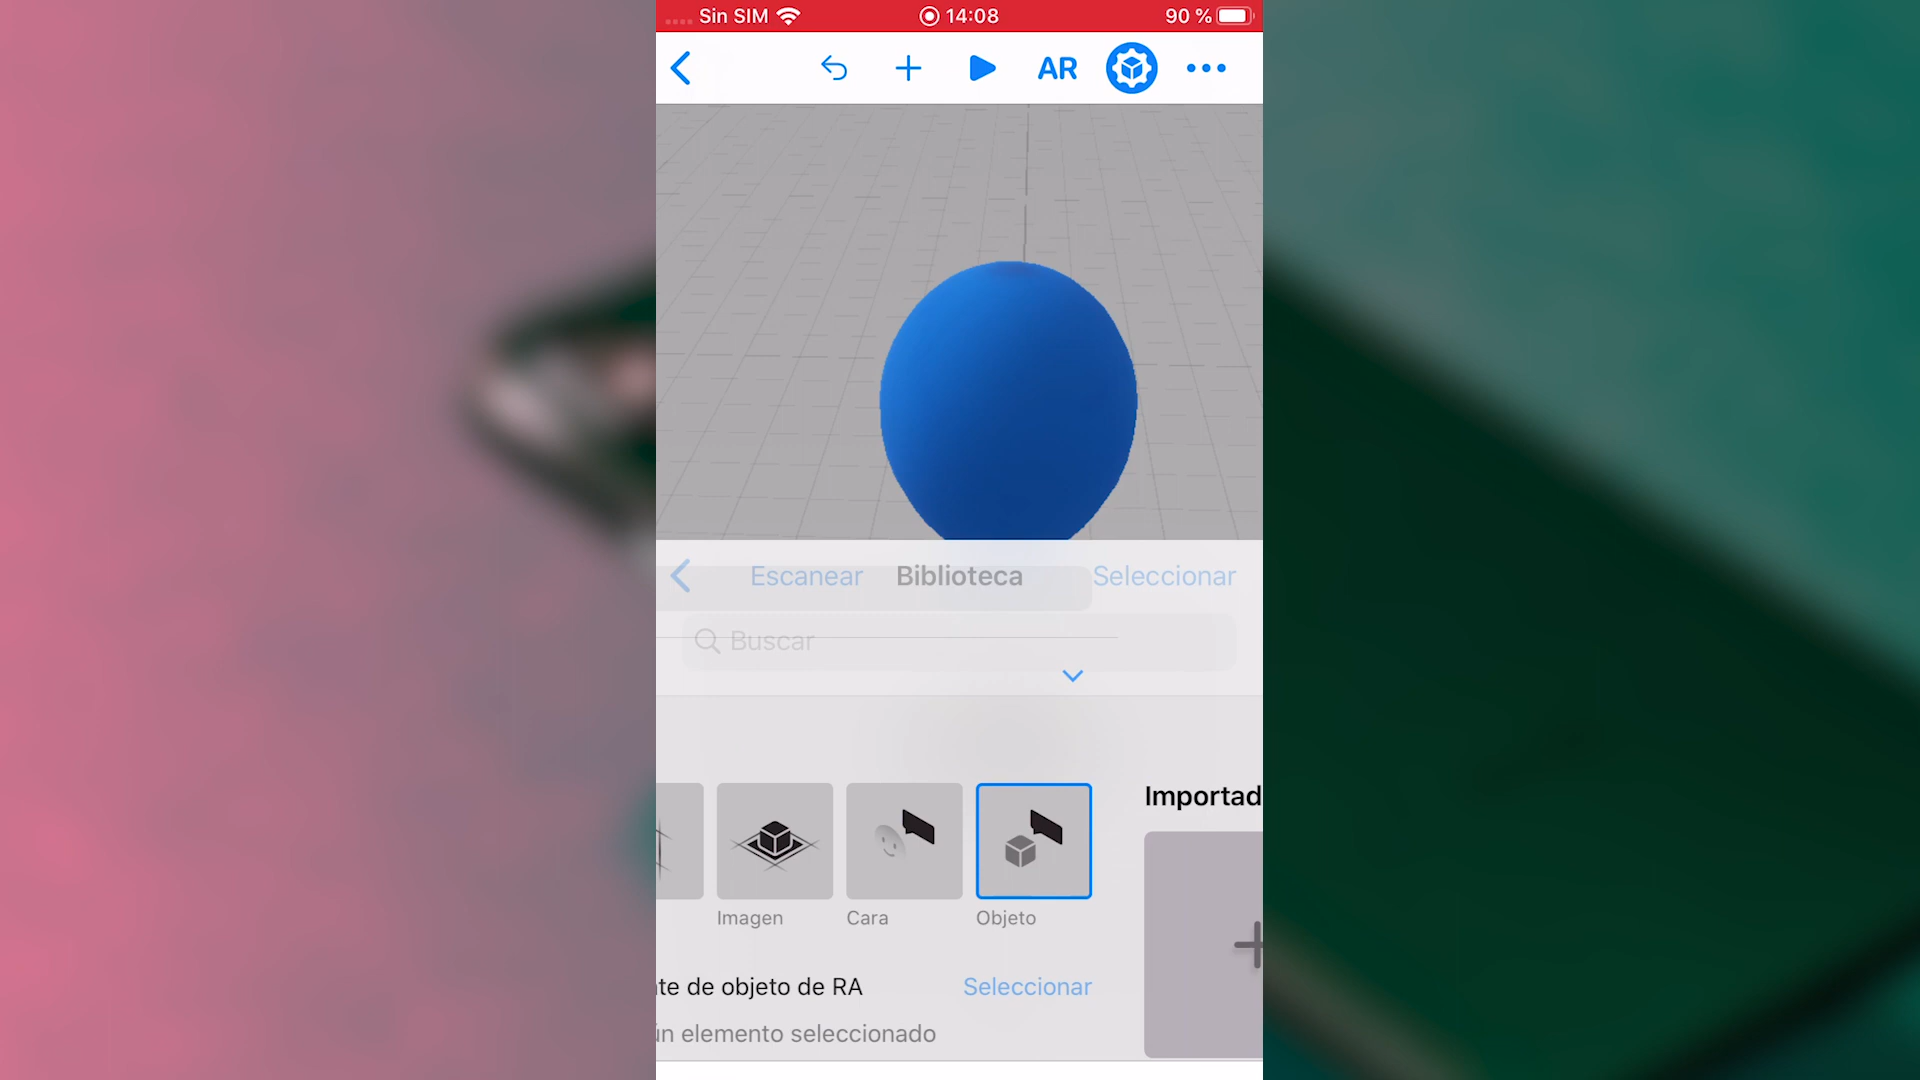 Sin SIM 14:08 90 %
AR
Escanear Biblioteca Seleccionar
Buscar
Importad
Imagen Cara Objeto
te de objeto de RA Seleccionar
ún elemento seleccionado